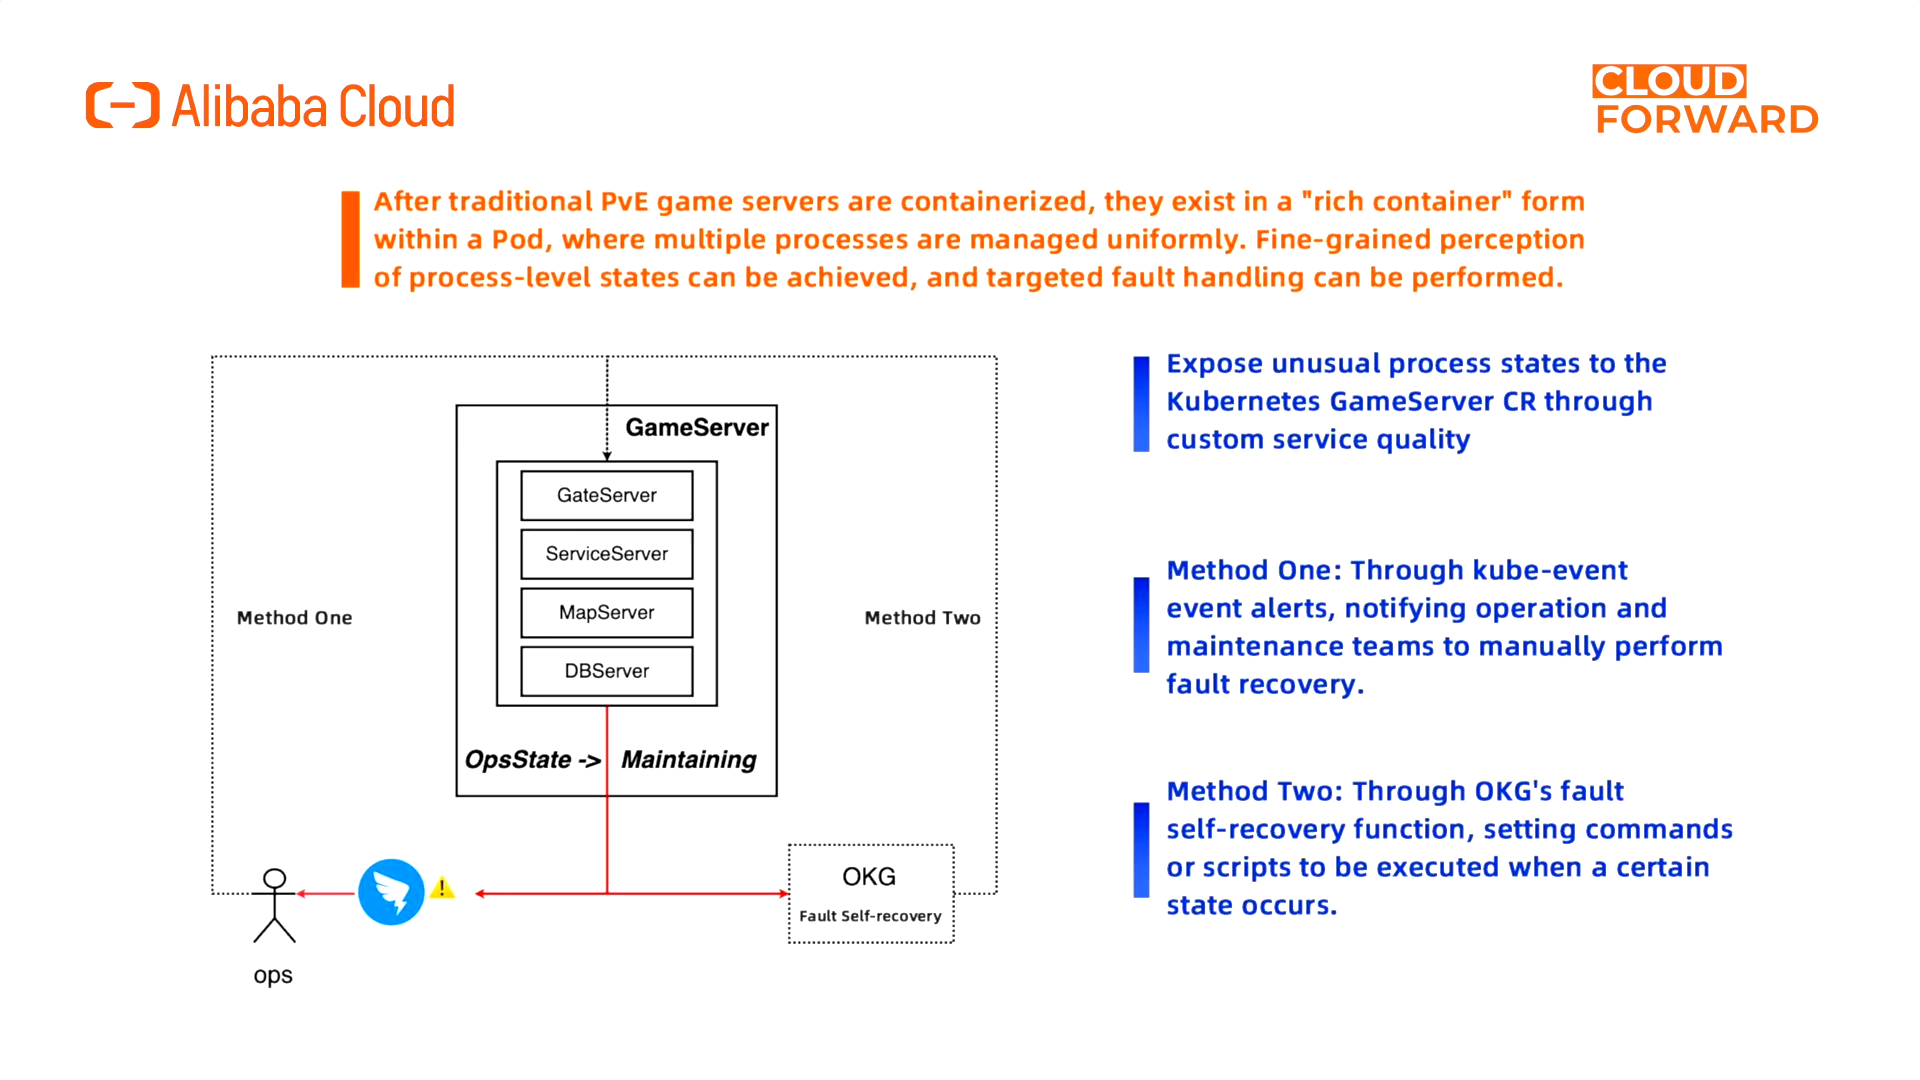 Alibaba Cloud
CLOUD
FORWARD
After traditional PvE game servers are containerized, they exist in a "rich container" form
within a Pod, where multiple processes are managed uniformly. Fine-grained perception
of process-level states can be achieved, and targeted fault handling can be performed.
GameServer
GateServer
ServiceServer
MapServer
DBServer
Method One
Method Two
OpsState -> Maintaining
OKG
Fault Self-recovery
ops
Expose unusual process states to the
Kubernetes GameServer CR through
custom service quality
Method One: Through kube-event
event alerts, notifying operation and
maintenance teams to manually perform
fault recovery.
Method Two: Through OKG's fault
self-recovery function, setting commands
or scripts to be executed when a certain
state occurs.